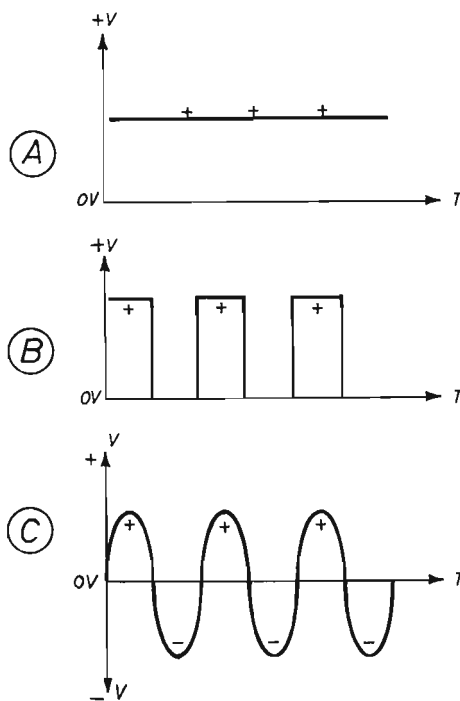 +V
+ + +
A
0V T
+V
+ + +
B
0V T
+ V
C
+ + +
0V T
- - -
- V